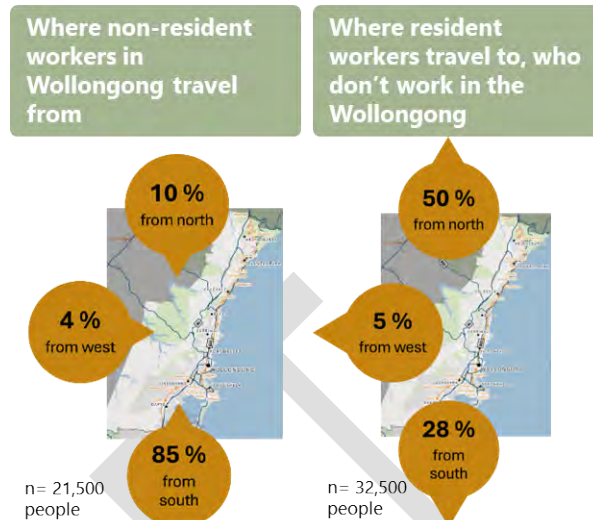 Where non-resident
workers in
Wollongong travel
from
10 %
from north
4 %
from west
85 %
from
south
n= 21,500
people
Where resident
workers travel to, who
don't work in the
Wollongong
50 %
from north
5 %
from west
28 %
from
south
n= 32,500
people